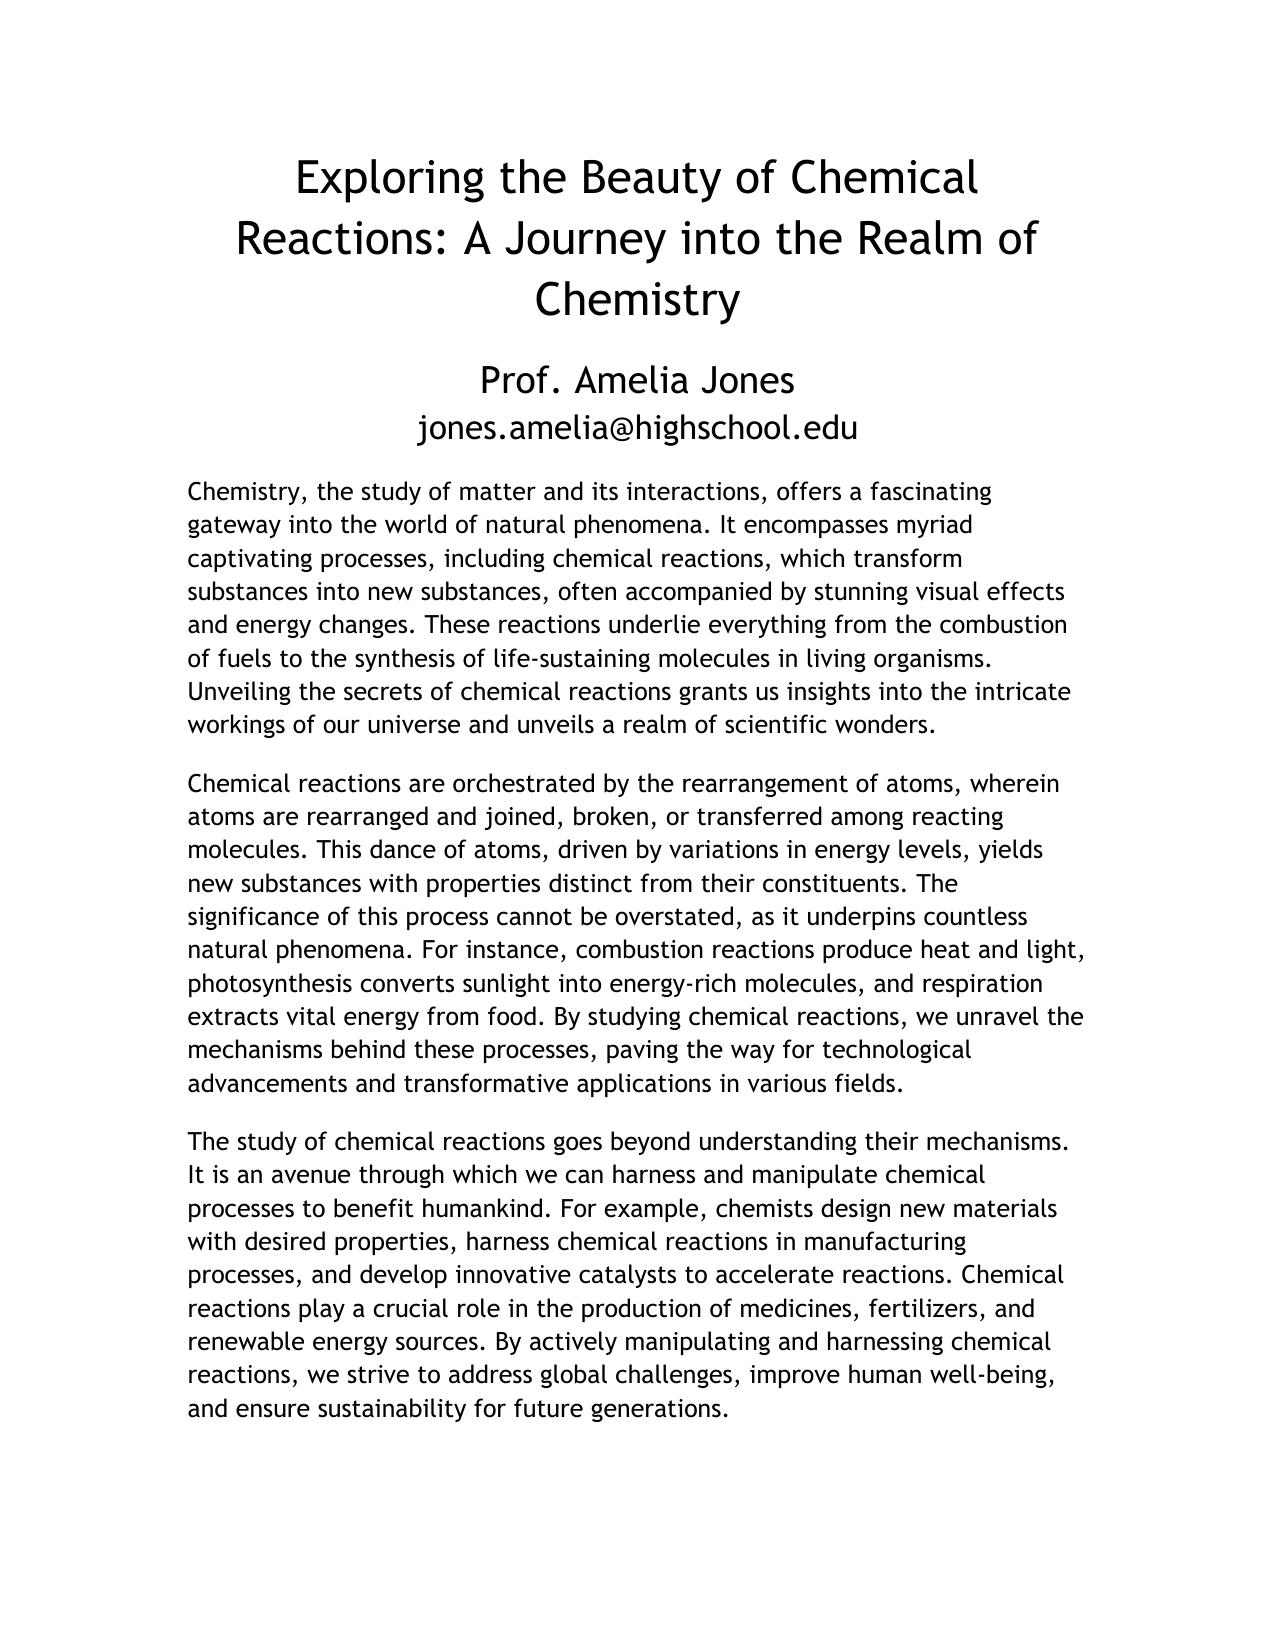 Exploring the Beauty of Chemical
Reactions: A Journey into the Realm of
Chemistry
Prof. Amelia Jones
jones.amelia@highschool.edu
Chemistry, the study of matter and its interactions, offers a fascinating
gateway into the world of natural phenomena. It encompasses myriad
captivating processes, including chemical reactions, which transform
substances into new substances, often accompanied by stunning visual effects
and energy changes. These reactions underlie everything from the combustion
of fuels to the synthesis of life-sustaining molecules in living organisms.
Unveiling the secrets of chemical reactions grants us insights into the intricate
workings of our universe and unveils a realm of scientific wonders.
Chemical reactions are orchestrated by the rearrangement of atoms, wherein
atoms are rearranged and joined, broken, or transferred among reacting
molecules. This dance of atoms, driven by variations in energy levels, yields
new substances with properties distinct from their constituents. The
significance of this process cannot be overstated, as it underpins countless
natural phenomena. For instance, combustion reactions produce heat and light,
photosynthesis converts sunlight into energy-rich molecules, and respiration
extracts vital energy from food. By studying chemical reactions, we unravel the
mechanisms behind these processes, paving the way for technological
advancements and transformative applications in various fields.
The study of chemical reactions goes beyond understanding their mechanisms.
It is an avenue through which we can harness and manipulate chemical
processes to benefit humankind. For example, chemists design new materials
with desired properties, harness chemical reactions in manufacturing
processes, and develop innovative catalysts to accelerate reactions. Chemical
reactions play a crucial role in the production of medicines, fertilizers, and
renewable energy sources. By actively manipulating and harnessing chemical
reactions, we strive to address global challenges, improve human well-being,
and ensure sustainability for future generations.